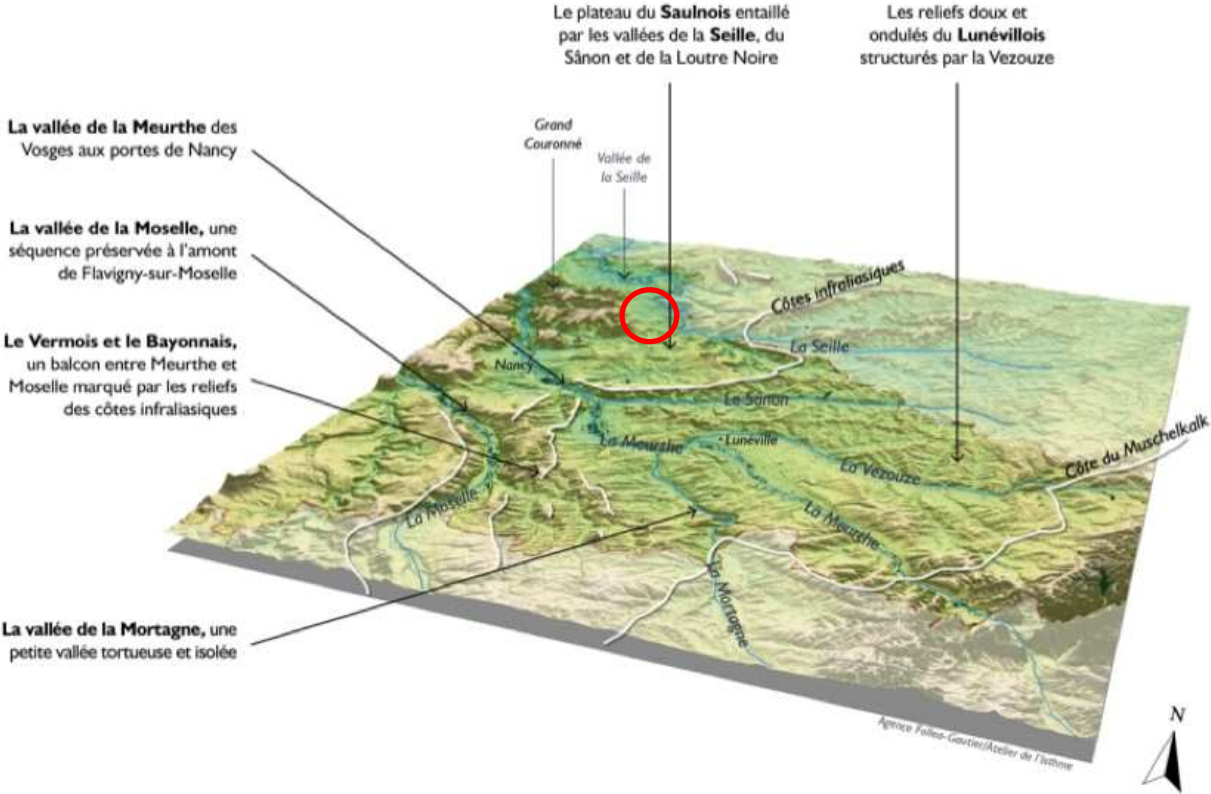 Le plateau du Saulnois entaillé
par les vallées de la Seille, du
Sânon et de la Loutre Noire
Les reliefs doux et
ondulés du Lunévillois
structurés par la Vezouze
La vallée de la Meurthe des
Vosges aux portes de Nancy
Grand
Couronné
Vallée de
la Seille
La vallée de la Moselle, une
séquence préservée à l'amont
de Flavigny-sur-Moselle
Côtes infraliasiques
Le Vermois et le Bayonnais,
un balcon entre Meurthe et
Moselle marqué par les reliefs
des côtes infraliasiques
La Seille
Nancy
Le Sânon
La Meurthe
Lunéville
La Vezouze
Côte du Muschelkalk
La Moselle
La Meurthe
La Mortagne
La vallée de la Mortagne, une
petite vallée tortueuse et isolée
Agence Folléa-Gautier/Atelier de l'Isthme
N